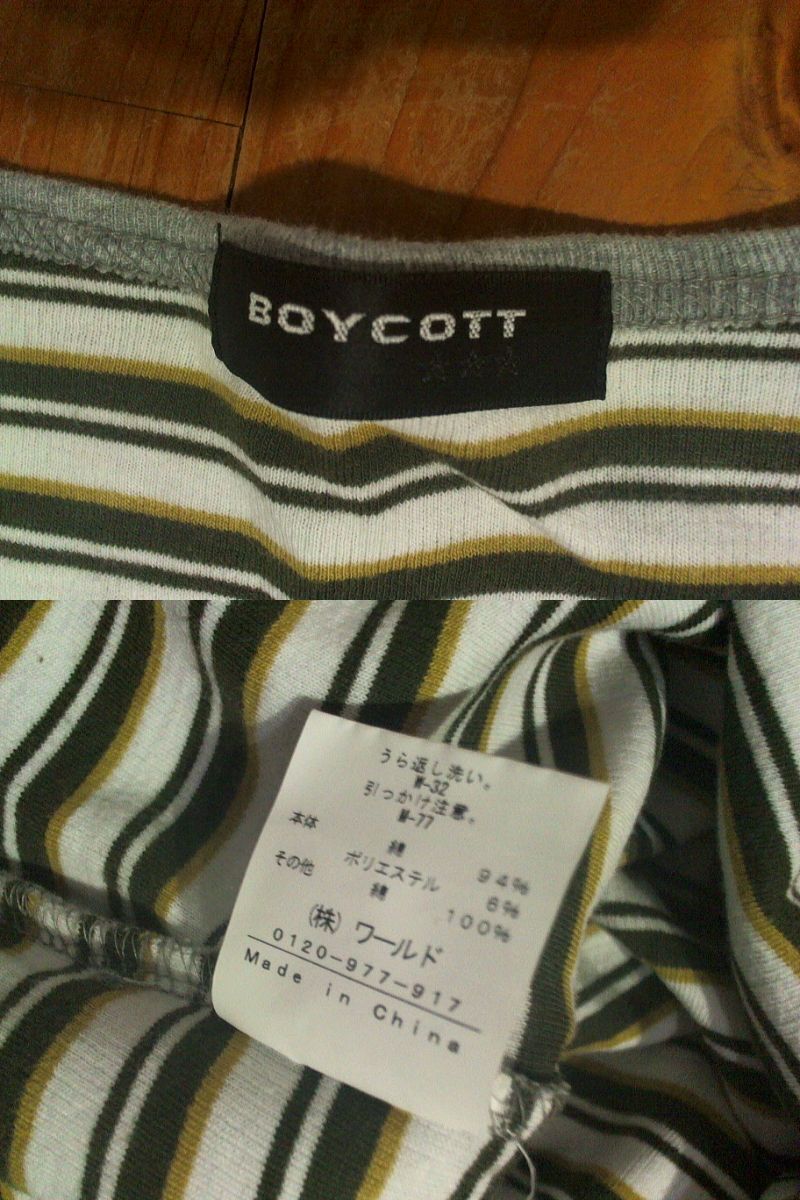 BOYCOTT
うら返し洗い。
W-32
引っかけ注意。
W-77
本体 綿 94%
ポリエステル 6%
その他 綿 100%
(株) ワールド
0120-977-917
Made in China